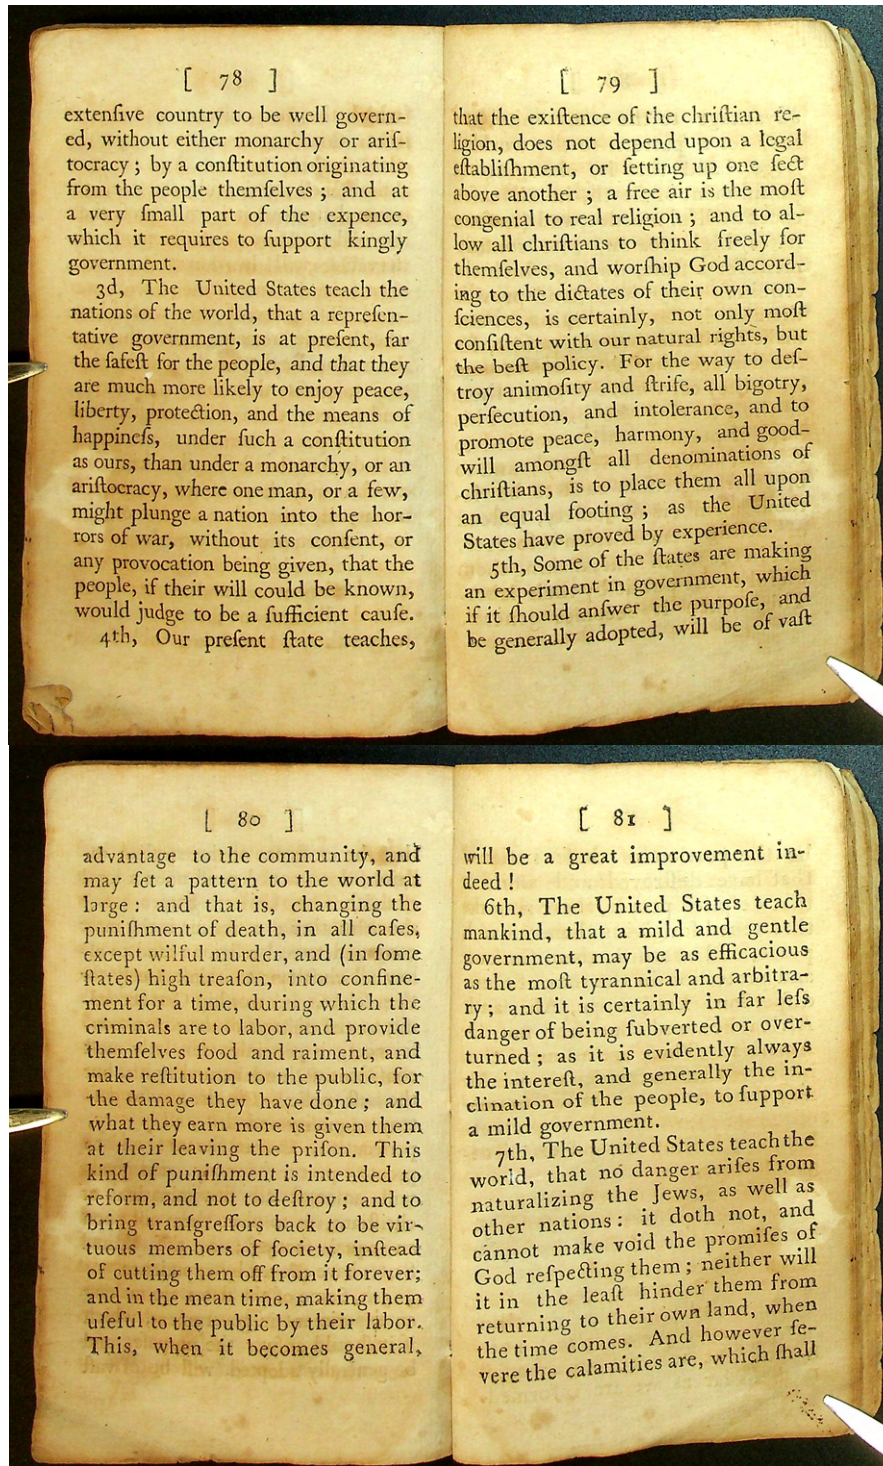 [ 78 ]
extenſive country to be well govern-
ed, without either monarchy or ariſ-
tocracy ; by a conſtitution originating
from the people themſelves ; and at
a very ſmall part of the expence,
which it requires to ſupport kingly
government.
3d, The United States teach the
nations of the world, that a repreſen-
tative government, is at preſent, far
the ſafeſt for the people, and that they
are much more likely to enjoy peace,
liberty, protection, and the means of
happineſs, under ſuch a conſtitution
as ours, than under a monarchy, or an
ariſtocracy, where one man, or a few,
might plunge a nation into the hor-
rors of war, without its conſent, or
any provocation being given, that the
people, if their will could be known,
would judge to be a ſufficient cauſe.
4th, Our preſent ſtate teaches,
[ 79 ]
that the exiſtence of the chriſtian re-
ligion, does not depend upon a legal
eſtabliſhment, or ſetting up one ſect
above another ; a free air is the moſt
congenial to real religion ; and to al-
low all chriſtians to think freely for
themſelves, and worſhip God accord-
ing to the dictates of their own con-
ſciences, is certainly, not only moſt
conſiſtent with our natural rights, but
the beſt policy. For the way to deſ-
troy animoſity and ſtrife, all bigotry,
perſecution, and intolerance, and to
promote peace, harmony, and good-
will amongſt all denominations of
chriſtians, is to place them all upon
an equal footing ; as the United
States have proved by experience.
5th, Some of the ſtates are making
an experiment in government, which
if it ſhould anſwer the purpoſe, and
be generally adopted, will be of vaſt
[ 80 ]
advantage to the community, and
may ſet a pattern to the world at
large : and that is, changing the
puniſhment of death, in all caſes,
except wilful murder, and (in ſome
ſtates) high treaſon, into confine-
ment for a time, during which the
criminals are to labor, and provide
themſelves food and raiment, and
make reſtitution to the public, for
the damage they have done ; and
what they earn more is given them
at their leaving the priſon. This
kind of puniſhment is intended to
reform, and not to deſtroy ; and to
bring tranſgreſſors back to be vir-
tuous members of ſociety, inſtead
of cutting them off from it forever;
and in the mean time, making them
uſeful to the public by their labor.
This, when it becomes general,
[ 81 ]
will be a great improvement in-
deed !
6th, The United States teach
mankind, that a mild and gentle
government, may be as efficacious
as the moſt tyrannical and arbitra-
ry ; and it is certainly in far leſs
danger of being ſubverted or over-
turned ; as it is evidently always
the intereſt, and generally the in-
clination of the people, to ſupport
a mild government.
7th, The United States teach the
world, that no danger ariſes from
naturalizing the Jews, as well as
other nations : it doth not, and
cannot make void the promiſes of
God reſpecting them ; neither will
it in the leaſt hinder them from
returning to their own land, when
the time comes. And however ſe-
vere the calamities are, which ſhall